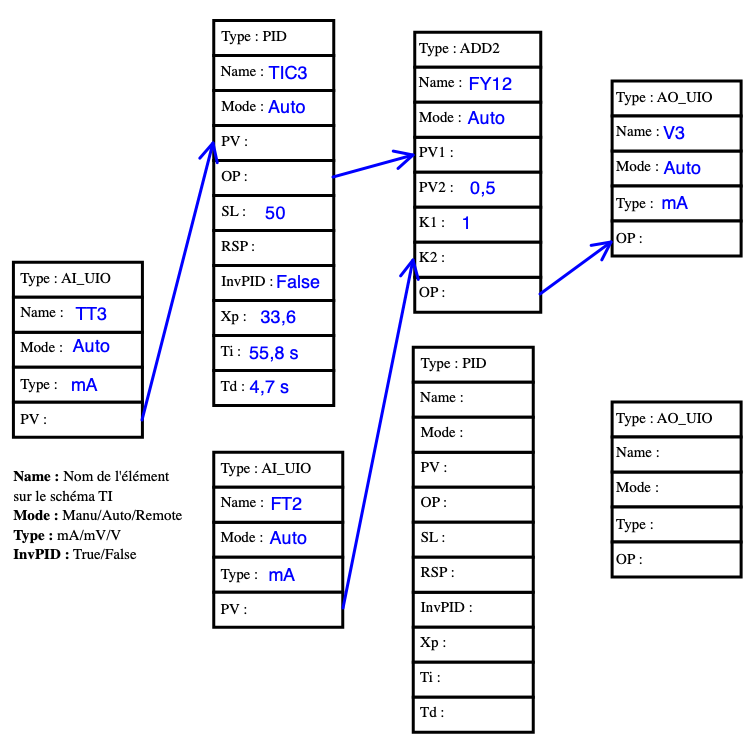 Type : AI_UIO
Name : TT3
Mode : Auto
Type : mA
PV :
Name : Nom de l'élément
sur le schéma TI
Mode : Manu/Auto/Remote
Type : mA/mV/V
InvPID : True/False
Type : PID
Name : TIC3
Mode : Auto
PV :
OP :
SL : 50
RSP :
InvPID : False
Xp : 33,6
Ti : 55,8 s
Td : 4,7 s
Type : AI_UIO
Name : FT2
Mode : Auto
Type : mA
PV :
Type : ADD2
Name : FY12
Mode : Auto
PV1 :
PV2 : 0,5
K1 : 1
K2 :
OP :
Type : PID
Name :
Mode :
PV :
OP :
SL :
RSP :
InvPID :
Xp :
Ti :
Td :
Type : AO_UIO
Name : V3
Mode : Auto
Type : mA
OP :
Type : AO_UIO
Name :
Mode :
Type :
OP :